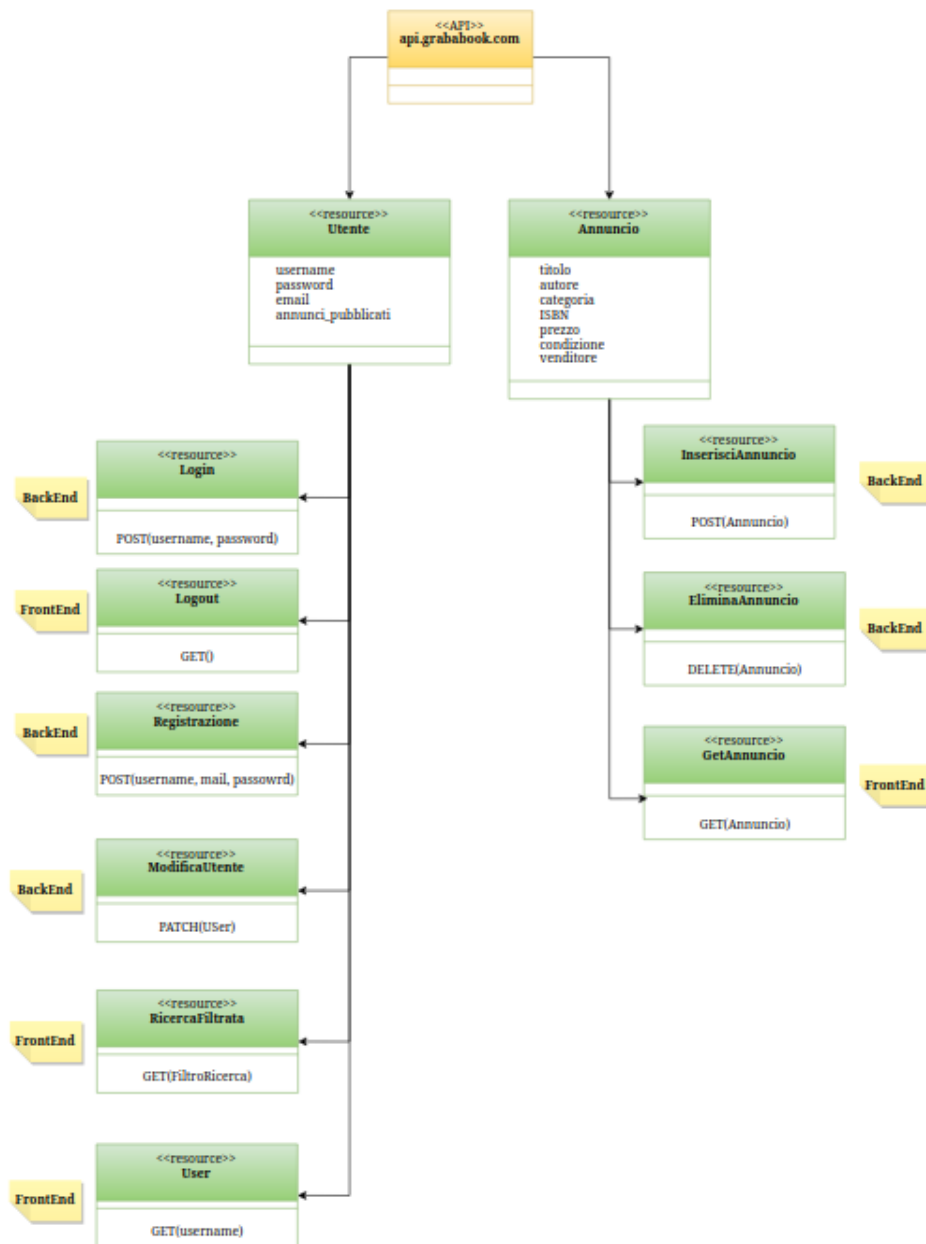 <<API>>
api.grababook.com
<<resource>>
Utente
username
password
email
annunci_pubblicati
<<resource>>
Annuncio
titolo
autore
categoria
ISBN
prezzo
condizione
venditore
<<resource>>
Login
POST(username, password)
BackEnd
<<resource>>
Logout
GET()
FrontEnd
<<resource>>
Registrazione
POST(username, mail, passowrd)
BackEnd
<<resource>>
ModificaUtente
PATCH(USer)
BackEnd
<<resource>>
RicercaFiltrata
GET(FiltroRicerca)
FrontEnd
<<resource>>
User
GET(username)
FrontEnd
<<resource>>
InserisciAnnuncio
POST(Annuncio)
BackEnd
<<resource>>
EliminaAnnuncio
DELETE(Annuncio)
BackEnd
<<resource>>
GetAnnuncio
GET(Annuncio)
FrontEnd